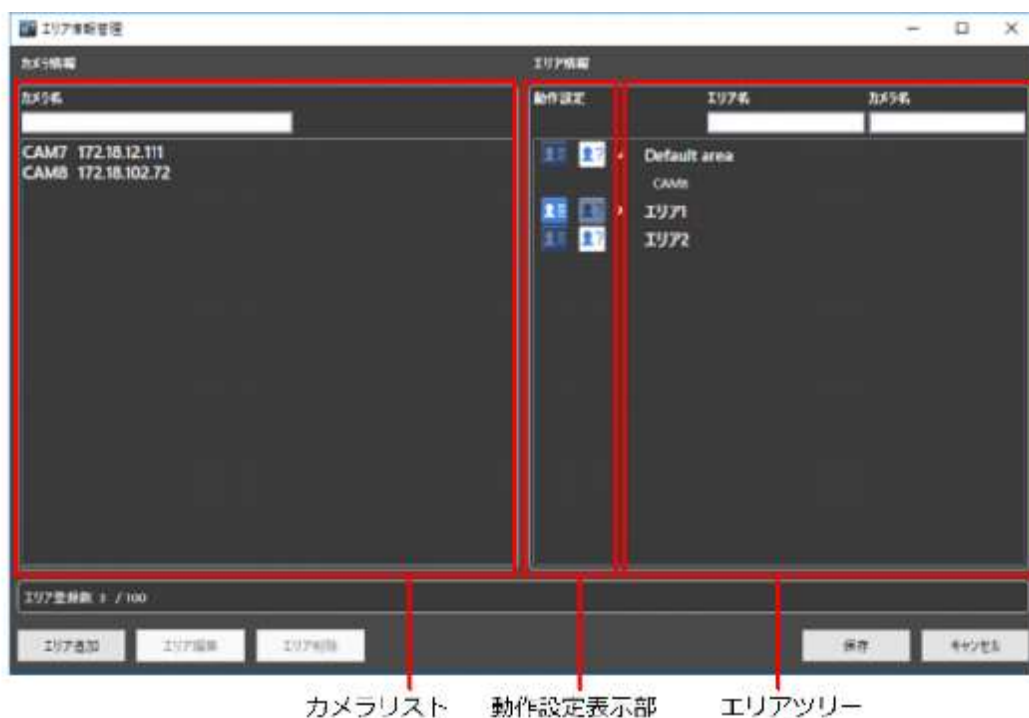 エリア情報管理
カメラ情報
エリア情報
カメラ名
動作設定
エリア名
カメラ名
CAM7 172.18.12.111
CAM8 172.18.102.72
Default area
CAM8
エリア1
エリア2
エリア登録数 3 / 100
エリア追加
エリア編集
エリア削除
保存
キャンセル
カメラリスト
動作設定表示部
エリアツリー